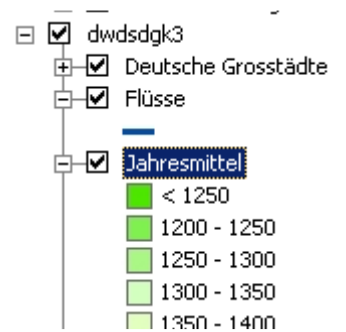 dwdsdgk3
Deutsche Grosstädte
Flüsse
Jahresmittel
< 1250
1200 - 1250
1250 - 1300
1300 - 1350
1350 - 1400